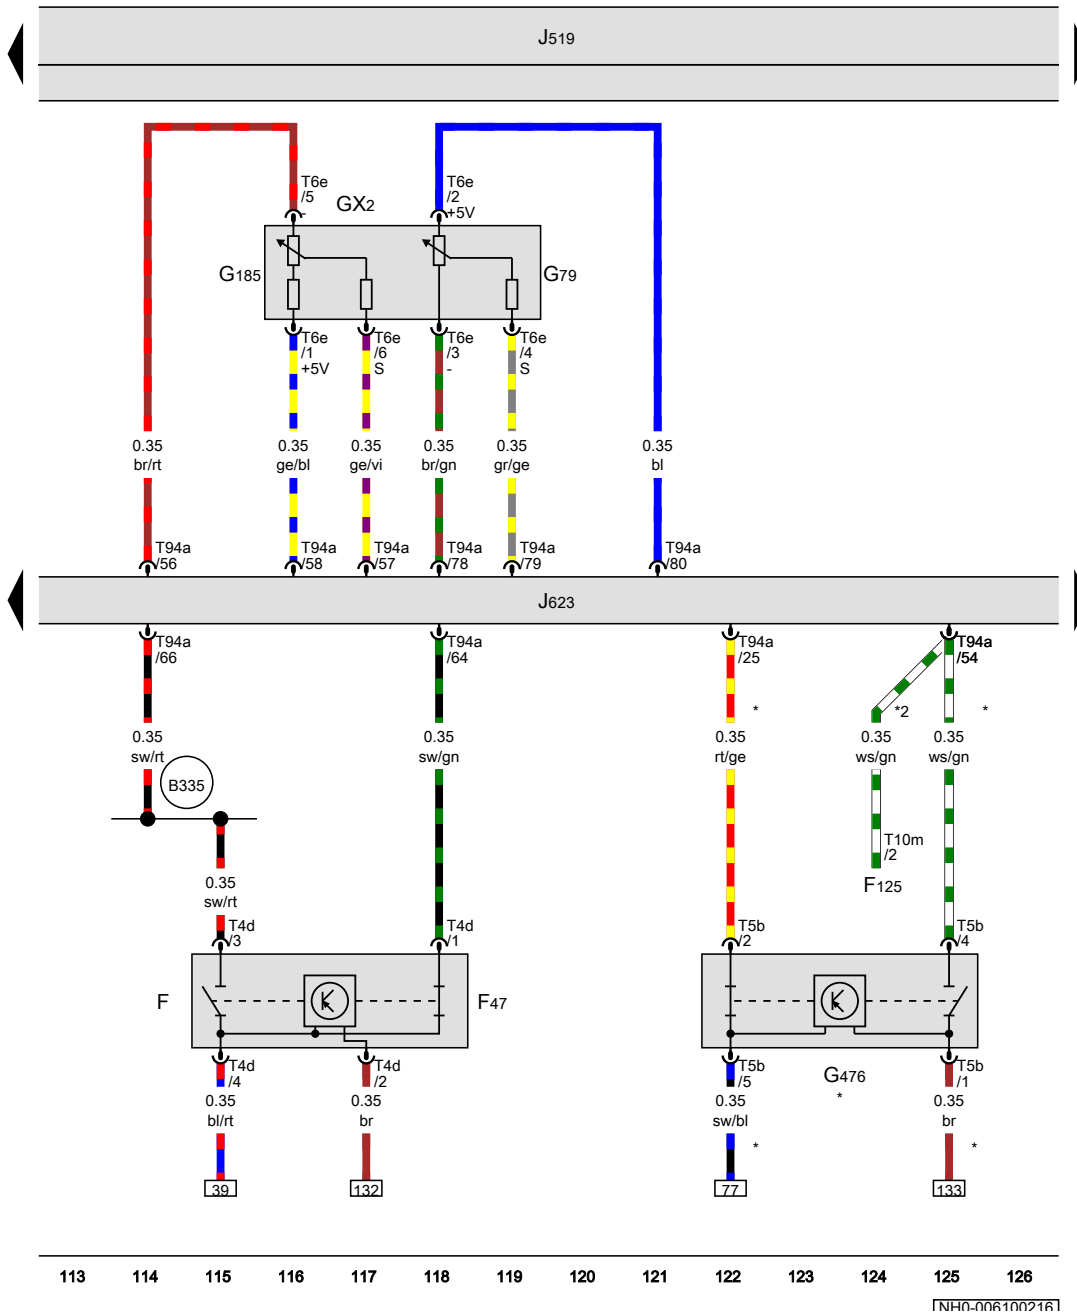 J519
T6e
/5
-
GX2
T6e
/2
+5V
G185
G79
T6e
/1
+5V
T6e
/6
S
T6e
/3
-
T6e
/4
S
0.35
br/rt
0.35
ge/bl
0.35
ge/vi
0.35
br/gn
0.35
gr/ge
0.35
bl
T94a
/56
T94a
/58
T94a
/57
T94a
/78
T94a
/79
T94a
/80
J623
T94a
/66
T94a
/64
T94a
/25
T94a
/54
*
*2
*
0.35
sw/rt
0.35
sw/gn
0.35
rt/ge
0.35
ws/gn
0.35
ws/gn
B335
T10m
/2
F125
0.35
sw/rt
T4d
/3
T4d
/1
T5b
/2
T5b
/4
F
F47
T4d
/4
T4d
/2
T5b
/5
G476
*
T5b
/1
0.35
bl/rt
0.35
br
0.35
sw/bl
0.35
br
*
*
39
132
77
133
113 114 115 116 117 118 119 120 121 122 123 124 125 126
NH0-006100216